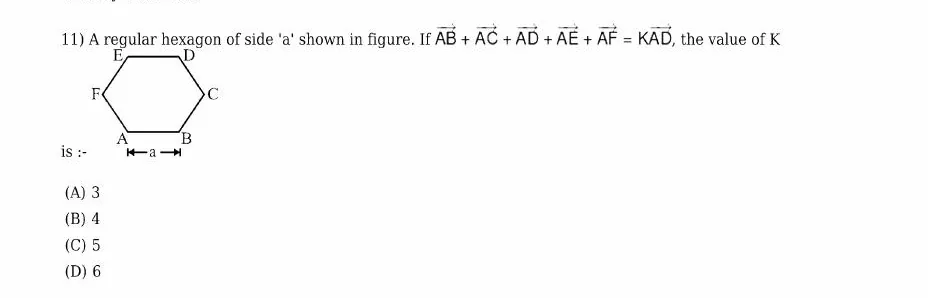 11) A regular hexagon of side 'a' shown in figure. If AB + AC + AD + AE + AF = KAD, the value of K
E D
F C
A B
is :- a
(A) 3
(B) 4
(C) 5
(D) 6